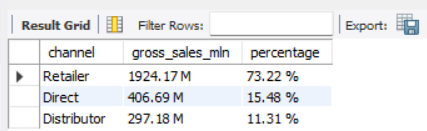 Result Grid Filter Rows: Export:
channel gross_sales_mln percentage
Retailer 1924.17 M 73.22 %
Direct 406.69 M 15.48 %
Distributor 297.18 M 11.31 %